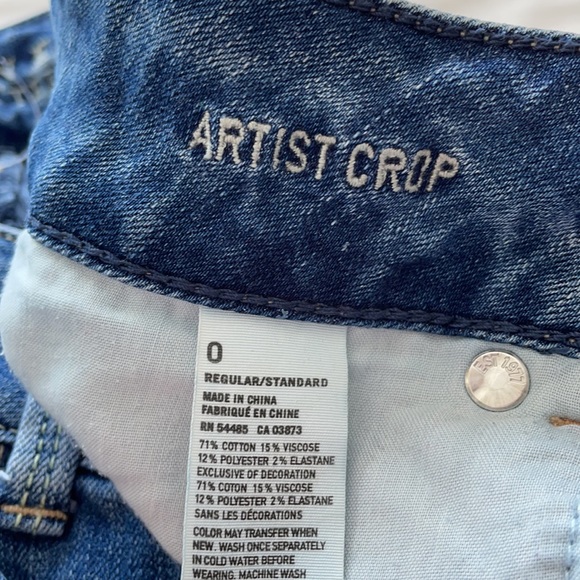 ARTIST CROP
0
REGULAR/STANDARD
MADE IN CHINA
FABRIQUÉ EN CHINE
RN 54485 CA 03873
71% COTTON 15% VISCOSE
12% POLYESTER 2% ELASTANE
EXCLUSIVE OF DECORATION
71% COTON 15% VISCOSE
12% POLYESTER 2% ELASTANE
SANS LES DÉCORATIONS
COLOR MAY TRANSFER WHEN
NEW. WASH ONCE SEPARATELY
IN COLD WATER BEFORE
WEARING. MACHINE WASH
EST 1977